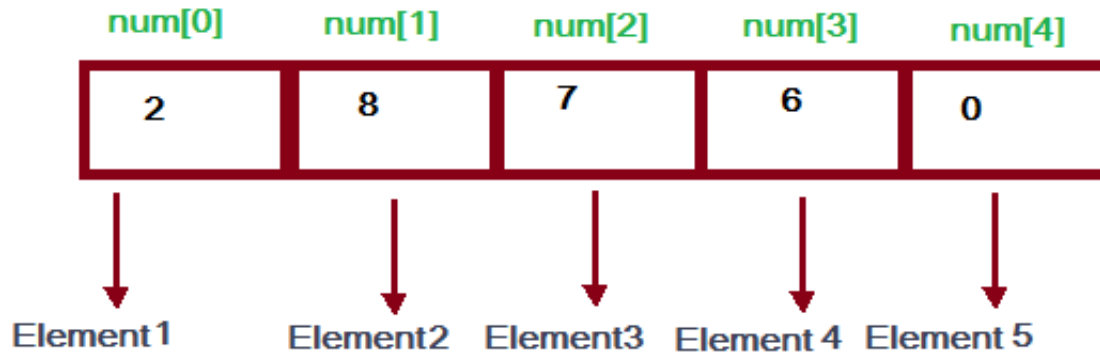 num[0] num[1] num[2] num[3] num[4]
2 8 7 6 0
Element1 Element2 Element3 Element 4 Element 5